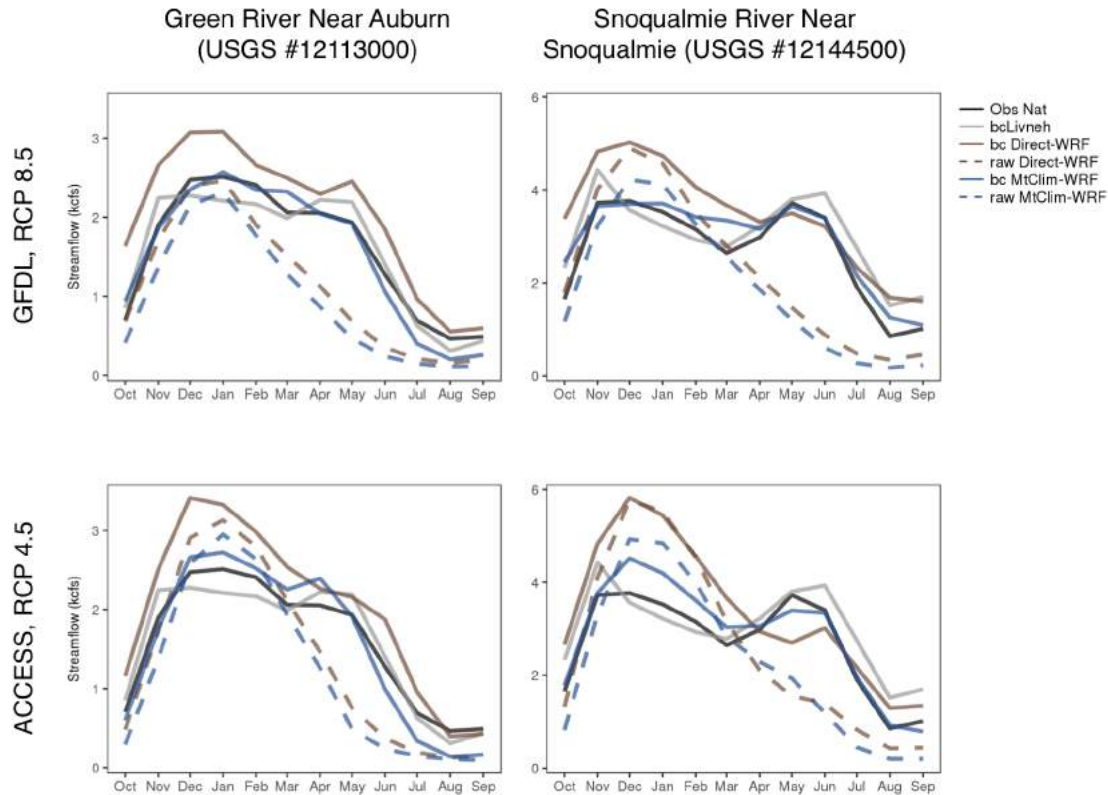 Green River Near Auburn
(USGS #12113000)
Snoqualmie River Near
Snoqualmie (USGS #12144500)
GFDL, RCP 8.5
Streamflow (kcfs)
3
2
1
0
Oct Nov Dec Jan Feb Mar Apr May Jun Jul Aug Sep
6
4
2
0
Oct Nov Dec Jan Feb Mar Apr May Jun Jul Aug Sep
Obs Nat
bcLivneh
bc Direct-WRF
raw Direct-WRF
bc MtClim-WRF
raw MtClim-WRF
ACCESS, RCP 4.5
Streamflow (kcfs)
3
2
1
0
Oct Nov Dec Jan Feb Mar Apr May Jun Jul Aug Sep
6
4
2
0
Oct Nov Dec Jan Feb Mar Apr May Jun Jul Aug Sep